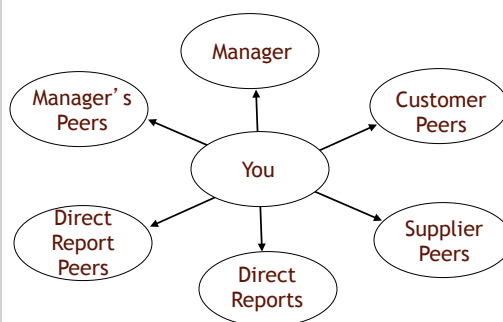 Manager
Manager’s
Peers
Customer
Peers
You
Direct
Report
Peers
Supplier
Peers
Direct
Reports